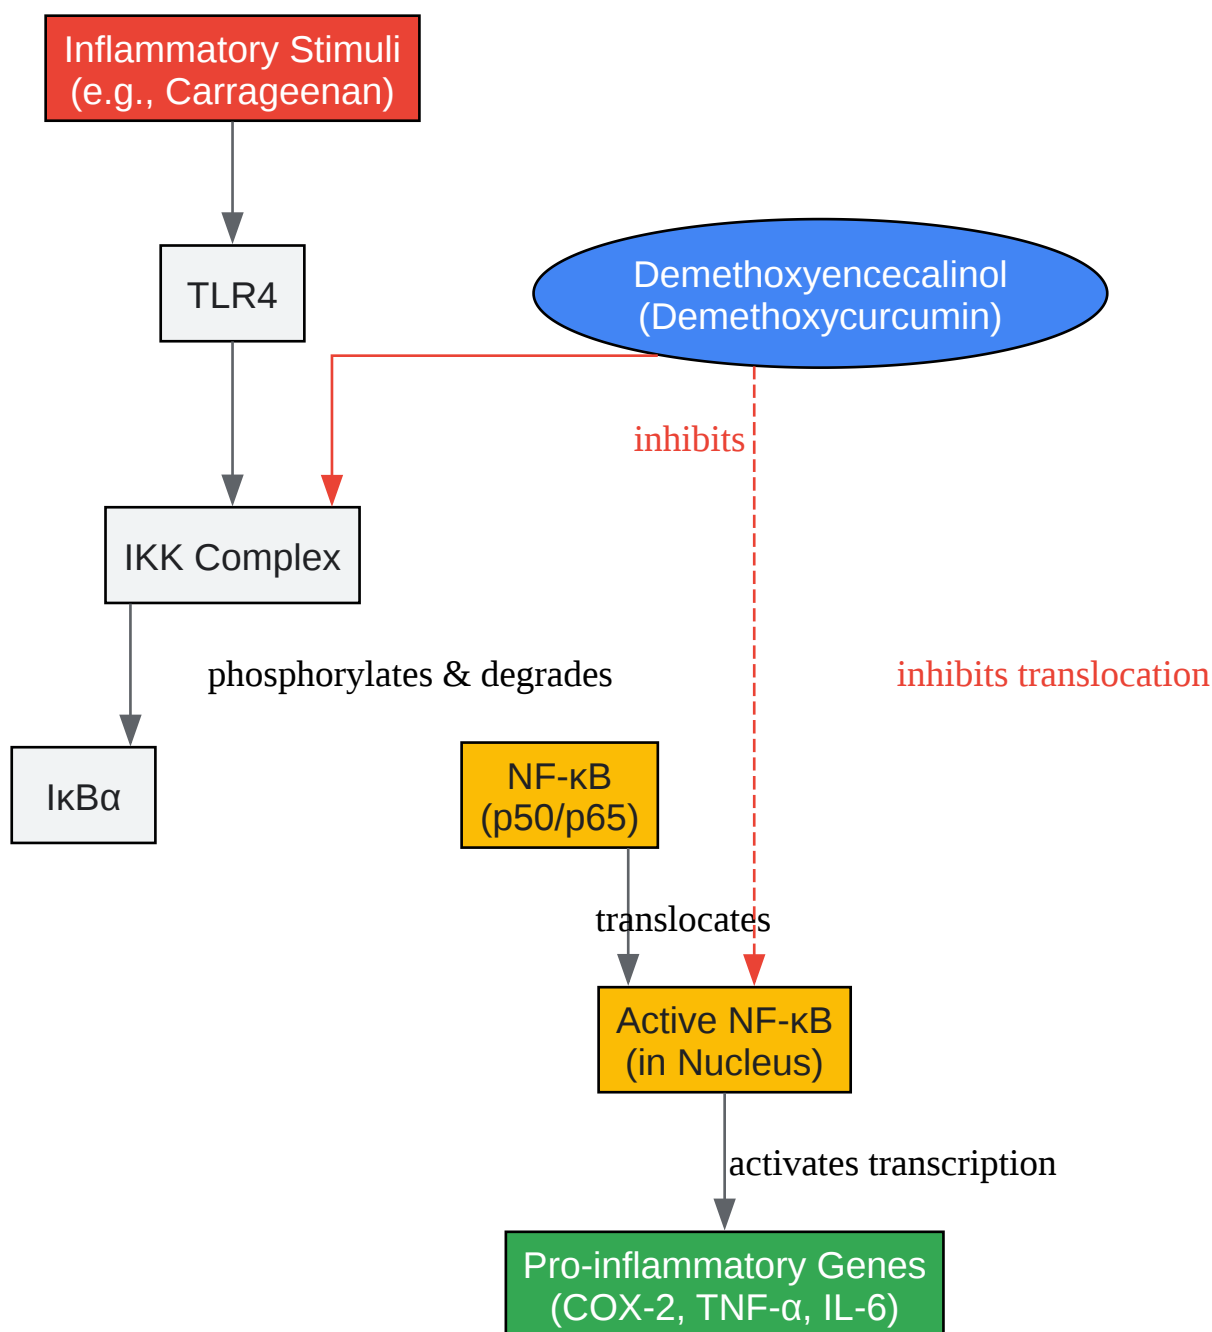 Inflammatory Stimuli
(e.g., Carrageenan)
TLR4
Demethoxyencecalinol
(Demethoxycurcumin)
inhibits
IKK Complex
phosphorylates & degrades
inhibits translocation
IκBα
NF-κB
(p50/p65)
translocates
Active NF-κB
(in Nucleus)
activates transcription
Pro-inflammatory Genes
(COX-2, TNF-α, IL-6)